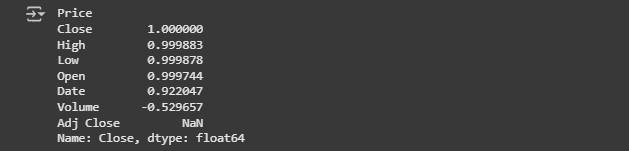 Price
Close 1.000000
High 0.999883
Low 0.999878
Open 0.999744
Date 0.922047
Volume -0.529657
Adj Close NaN
Name: Close, dtype: float64